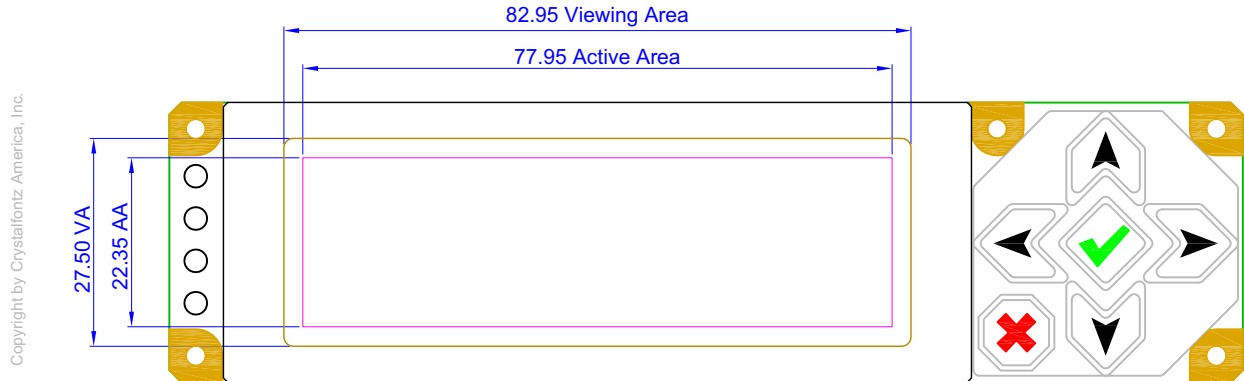 82.95 Viewing Area
77.95 Active Area
27.50 VA
22.35 AA
Copyright by Crystalfontz America, Inc.